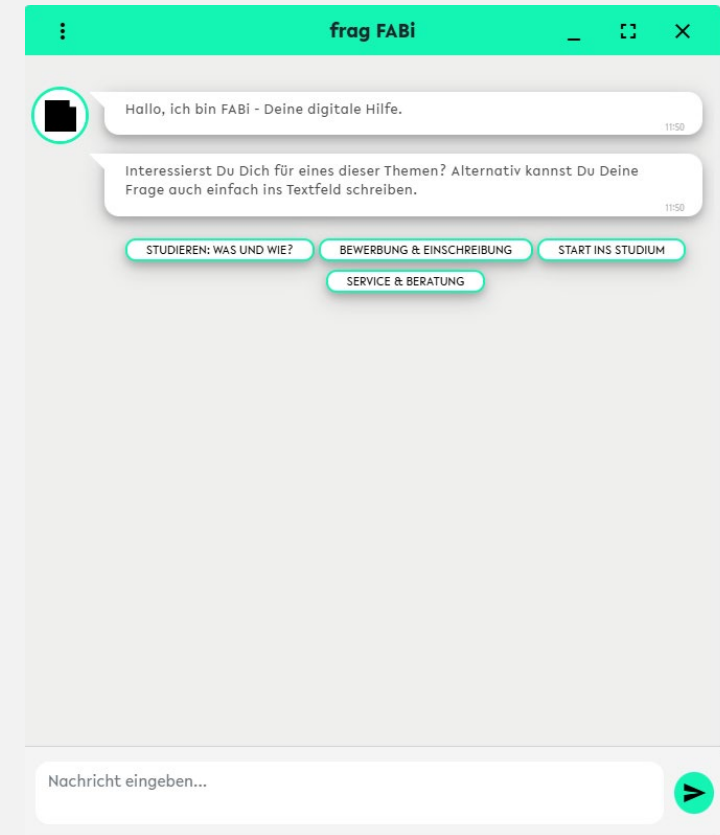 frag FABi
Hallo, ich bin FABi - Deine digitale Hilfe.
11:50
Interessierst Du Dich für eines dieser Themen? Alternativ kannst Du Deine
Frage auch einfach ins Textfeld schreiben.
11:50
STUDIEREN: WAS UND WIE? BEWERBUNG & EINSCHREIBUNG START INS STUDIUM
SERVICE & BERATUNG
Nachricht eingeben...